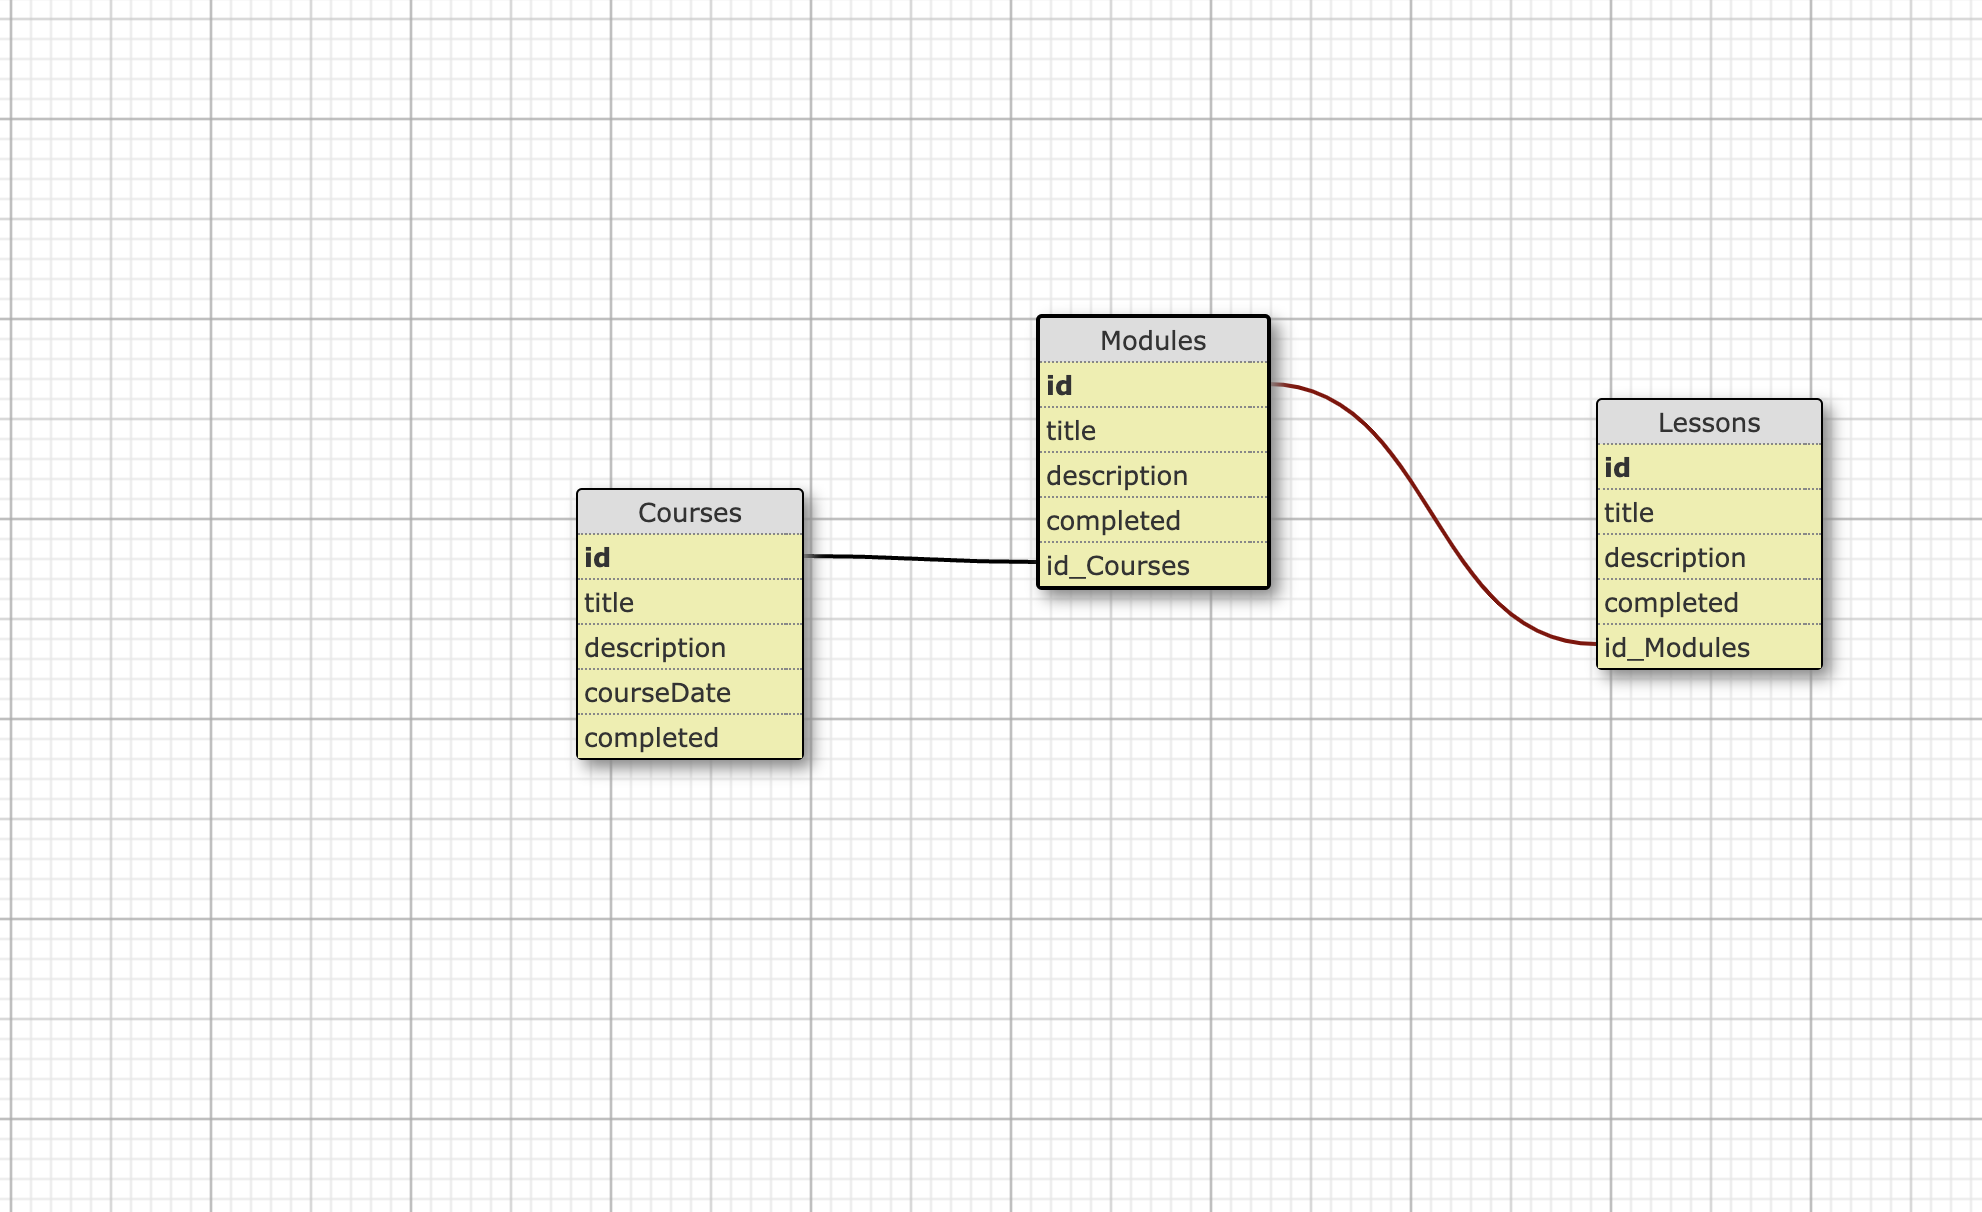 Courses
id
title
description
courseDate
completed
Modules
id
title
description
completed
id_Courses
Lessons
id
title
description
completed
id_Modules